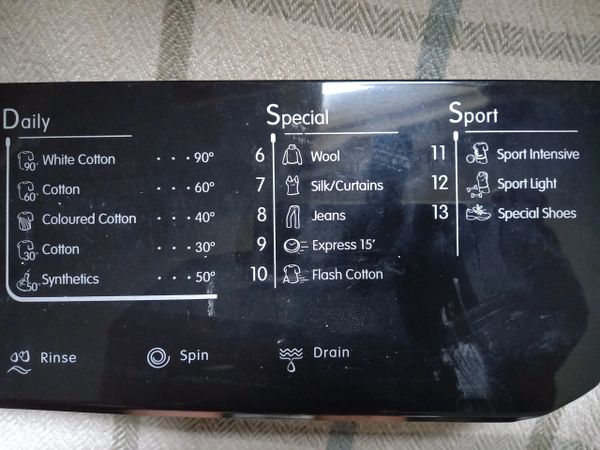 Daily
90° White Cotton ...90°
60° Cotton ...60°
Coloured Cotton ...40°
30° Cotton ...30°
50° Synthetics ...50°
Special
6 Wool
7 Silk/Curtains
8 Jeans
9 Express 15'
10 Flash Cotton
Sport
11 Sport Intensive
12 Sport Light
13 Special Shoes
Rinse
Spin
Drain